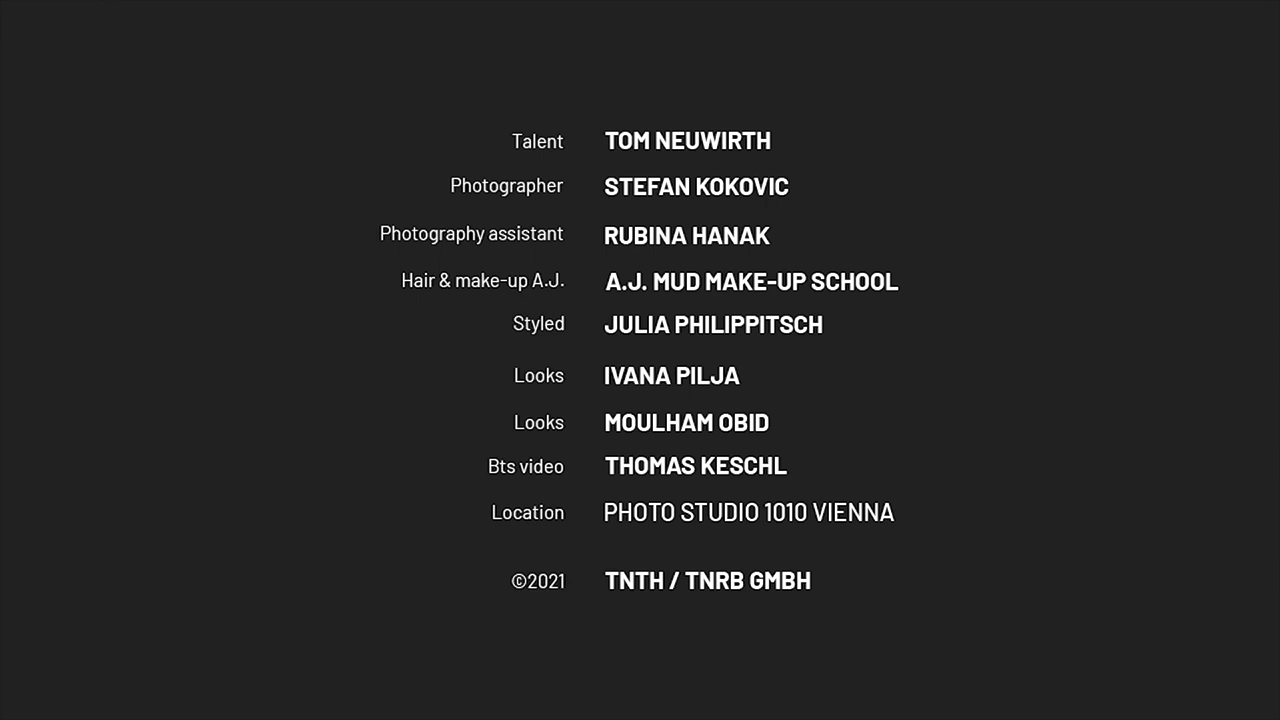 Talent TOM NEUWIRTH
Photographer STEFAN KOKOVIC
Photography assistant RUBINA HANAK
Hair & make-up A.J. A.J. MUD MAKE-UP SCHOOL
Styled JULIA PHILIPPITSCH
Looks IVANA PILJA
Looks MOULHAM OBID
Bts video THOMAS KESCHL
Location PHOTO STUDIO 1010 VIENNA
©2021 TNTH / TNRB GMBH